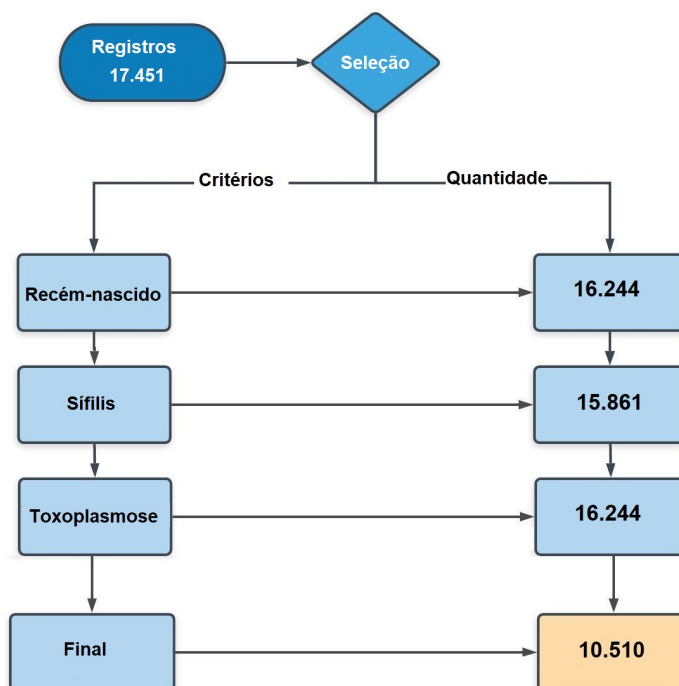 Registros
17.451
Seleção
Critérios
Quantidade
Recém-nascido
16.244
Sífilis
15.861
Toxoplasmose
16.244
Final
10.510